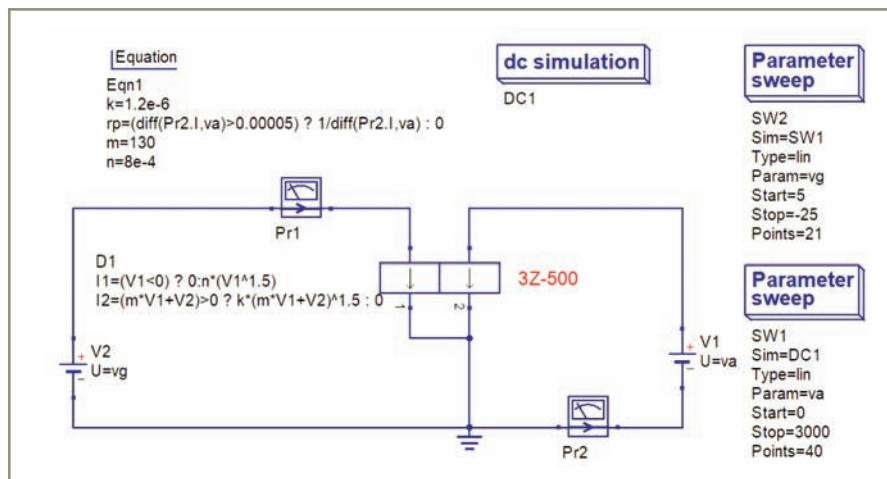 Equation
Eqn1
k=1.2e-6
rp=(diff(Pr2.I,va)>0.00005) ? 1/diff(Pr2.I,va) : 0
m=130
n=8e-4
dc simulation
DC1
Parameter
sweep
SW2
Sim=SW1
Type=lin
Param=vg
Start=5
Stop=-25
Points=21
Pr1
D1
I1=(V1<0) ? 0:n*(V1^1.5)
I2=(m*V1+V2)>0 ? k*(m*V1+V2)^1.5 : 0
3Z-500
1
2
+
V2
U=vg
-
+
V1
U=va
-
Parameter
sweep
SW1
Sim=DC1
Type=lin
Param=va
Start=0
Stop=3000
Points=40
Pr2